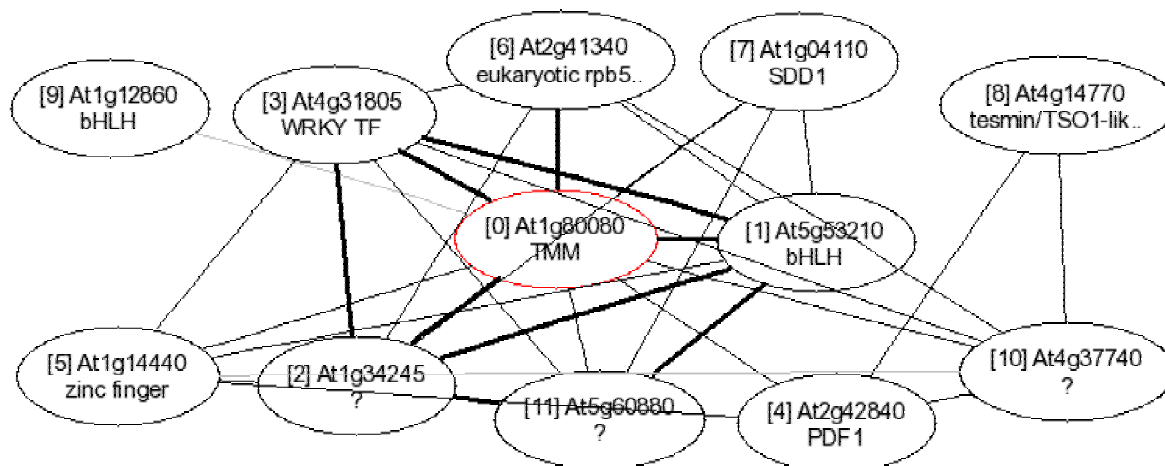 [6] At2g41340
eukaryotic rpb5..
[7] At1g04110
SDD1
[9] At1g12860
bHLH
[3] At4g31805
WRKY TF
[8] At4g14770
tesmin/TSO1-lik..
[0] At1g80080
TMM
[1] At5g53210
bHLH
[5] At1g14440
zinc finger
[2] At1g34245
?
[11] At5g60880
?
[4] At2g42840
PDF1
[10] At4g37740
?